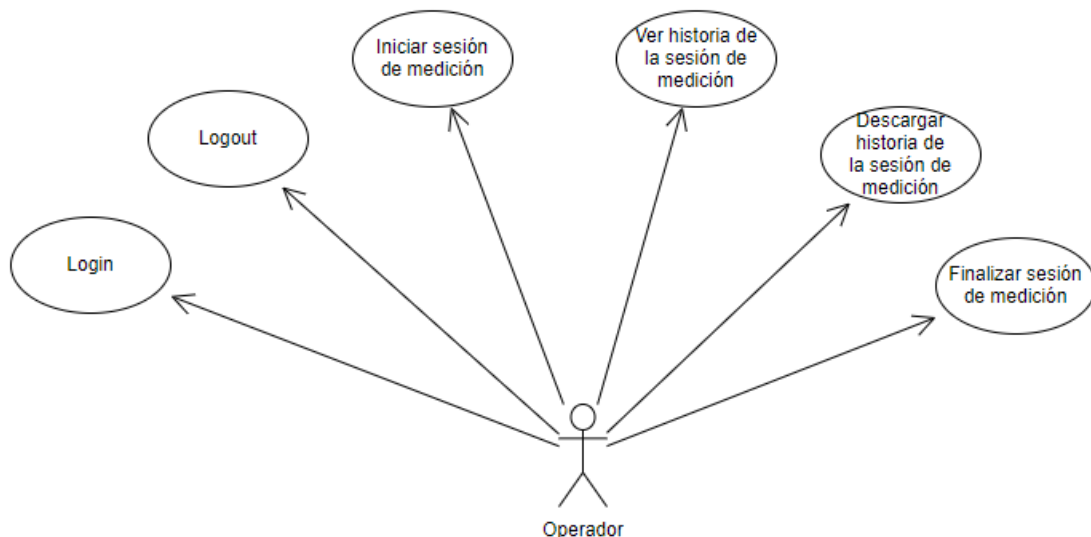 Iniciar sesión
de medición
Ver historia de
la sesión de
medición
Logout
Descargar
historia de
la sesión de
medición
Login
Finalizar sesión
de medición
Operador